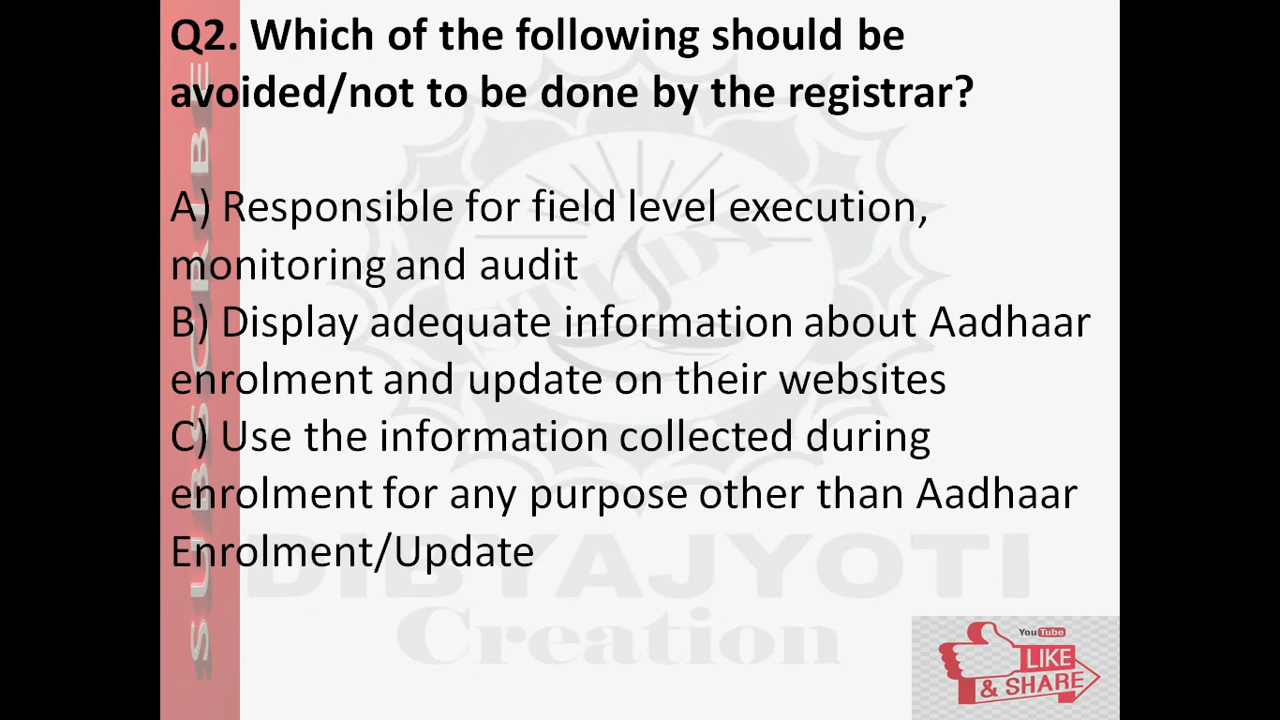 Q2. Which of the following should be
avoided/not to be done by the registrar?
A) Responsible for field level execution,
monitoring and audit
B) Display adequate information about Aadhaar
enrolment and update on their websites
C) Use the information collected during
enrolment for any purpose other than Aadhaar
Enrolment/Update
SUBSCRIBE
STUDY
DIBYAJYOTI
Creation
YouTube
LIKE
& SHARE